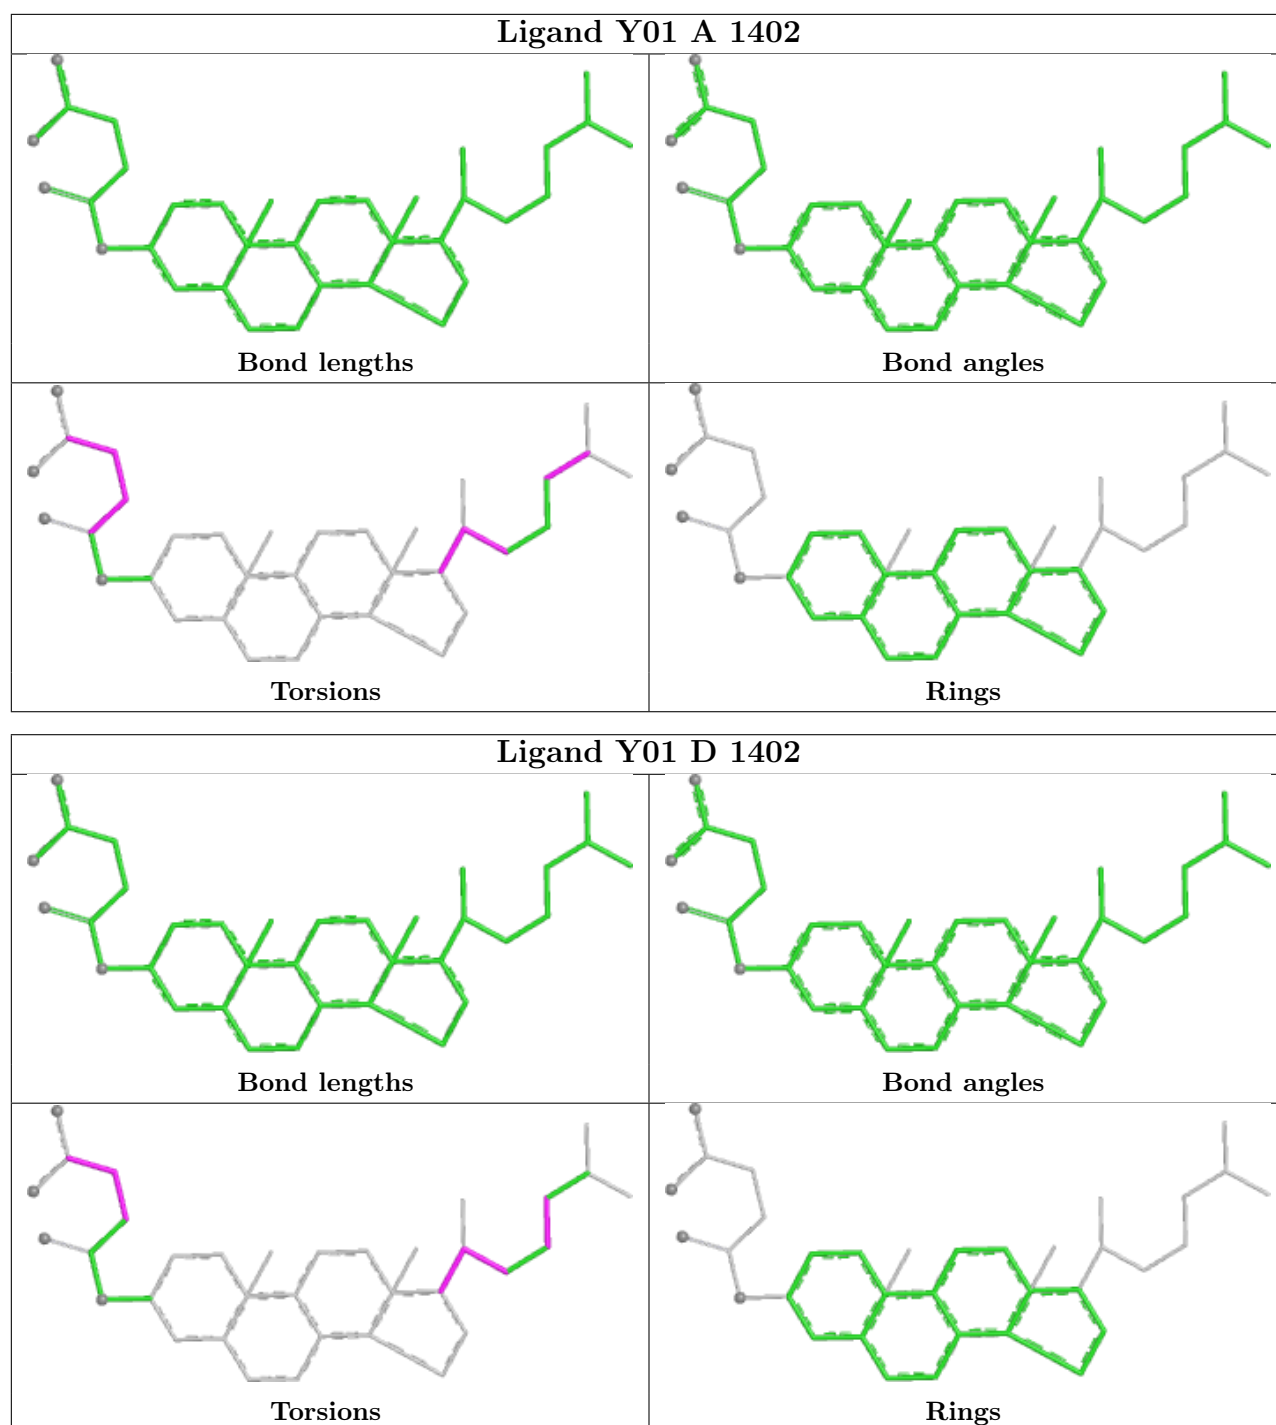 Ligand Y01 A 1402
Bond lengths
Bond angles
Torsions
Rings
Ligand Y01 D 1402
Bond lengths
Bond angles
Torsions
Rings